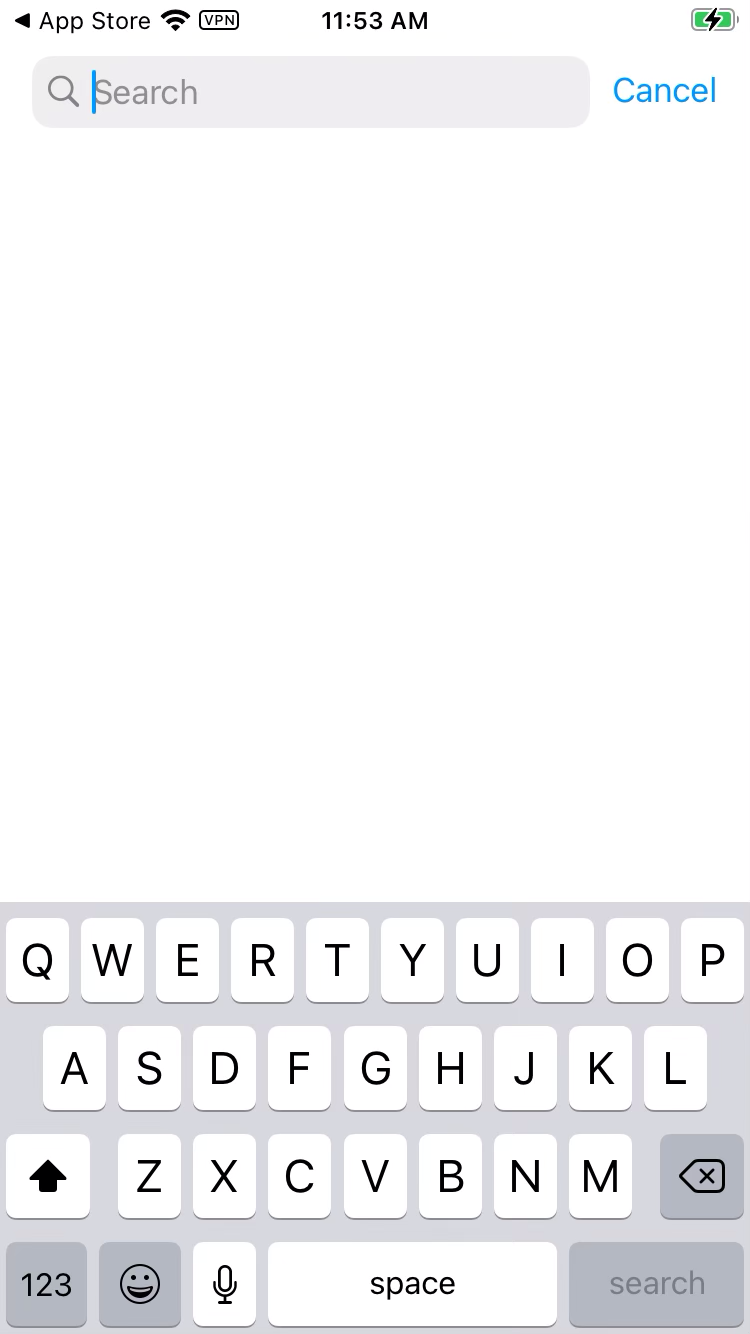 App Store VPN 11:53 AM
Search Cancel
Q W E R T Y U I O P
A S D F G H J K L
Z X C V B N M
123 space search